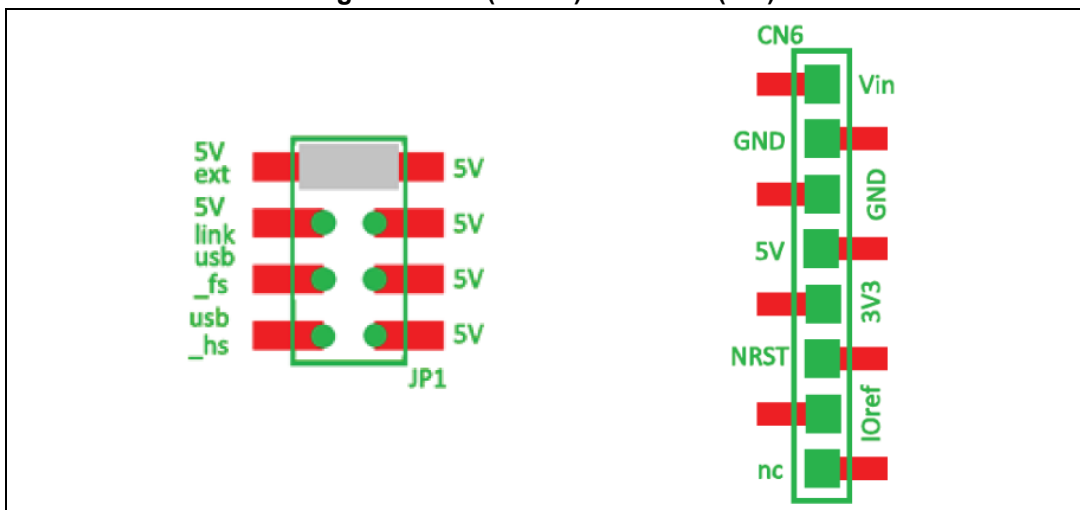 5V
ext
5V
5V
link
5V
usb
_fs
5V
usb
_hs
5V
JP1
CN6
Vin
GND
GND
5V
3V3
NRST
IOref
nc